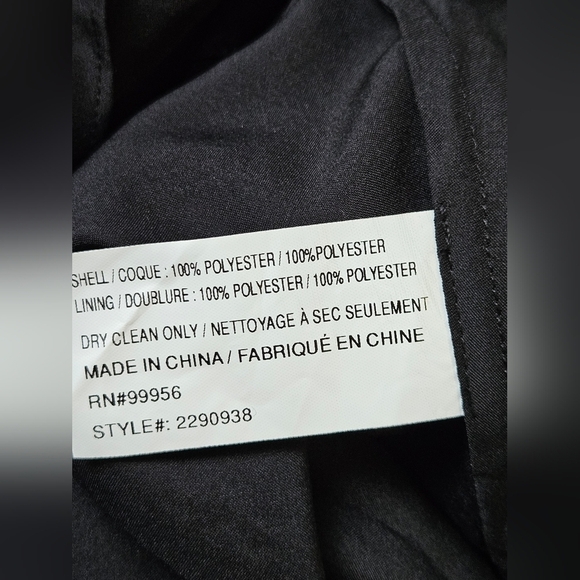 SHELL / COQUE : 100% POLYESTER / 100%POLYESTER
LINING / DOUBLURE : 100% POLYESTER / 100% POLYESTER
DRY CLEAN ONLY / NETTOYAGE À SEC SEULEMENT
MADE IN CHINA / FABRIQUÉ EN CHINE
RN#99956
STYLE#: 2290938